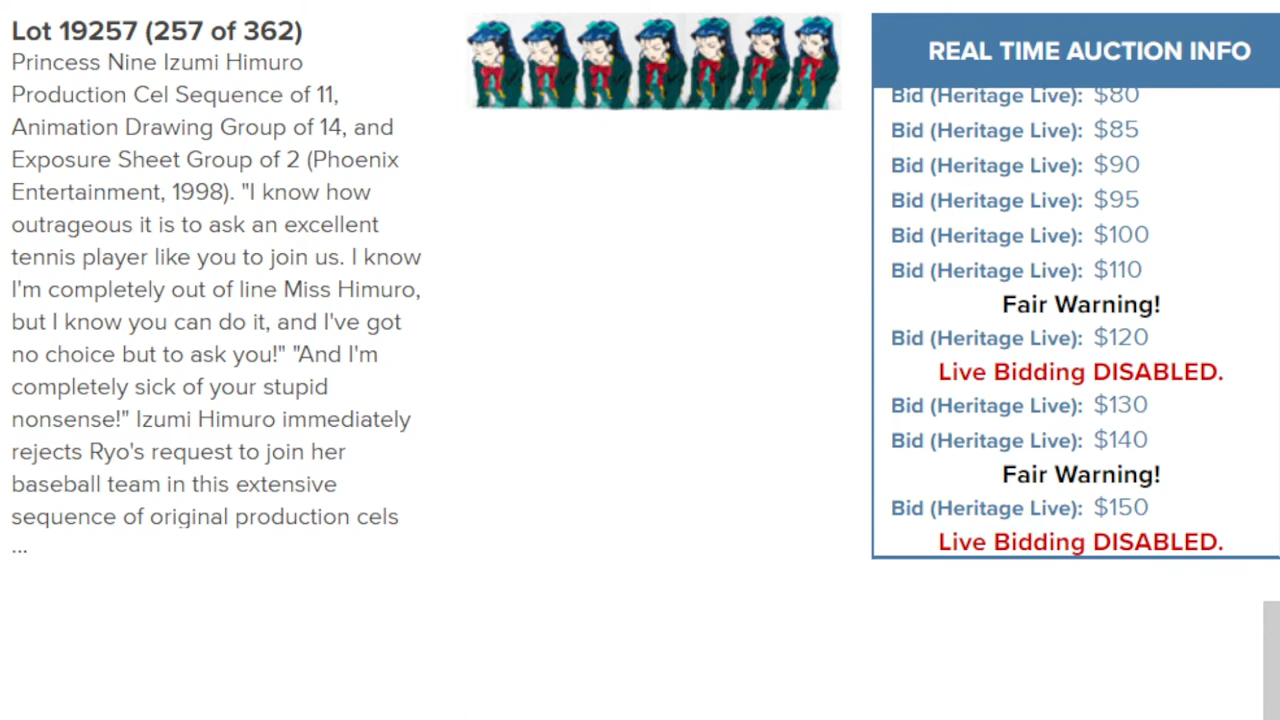 Lot 19257 (257 of 362)
Princess Nine Izumi Himuro
Production Cel Sequence of 11,
Animation Drawing Group of 14, and
Exposure Sheet Group of 2 (Phoenix
Entertainment, 1998). "I know how
outrageous it is to ask an excellent
tennis player like you to join us. I know
I'm completely out of line Miss Himuro,
but I know you can do it, and I've got
no choice but to ask you!" "And I'm
completely sick of your stupid
nonsense!" Izumi Himuro immediately
rejects Ryo's request to join her
baseball team in this extensive
sequence of original production cels
...
REAL TIME AUCTION INFO
Bid (Heritage Live): $80
Bid (Heritage Live): $85
Bid (Heritage Live): $90
Bid (Heritage Live): $95
Bid (Heritage Live): $100
Bid (Heritage Live): $110
Fair Warning!
Bid (Heritage Live): $120
Live Bidding DISABLED.
Bid (Heritage Live): $130
Bid (Heritage Live): $140
Fair Warning!
Bid (Heritage Live): $150
Live Bidding DISABLED.